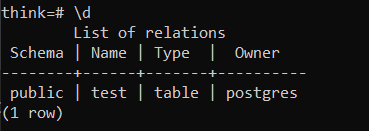 think=# \d
        List of relations
 Schema | Name | Type  |  Owner
--------+------+-------+----------
 public | test | table | postgres
(1 row)